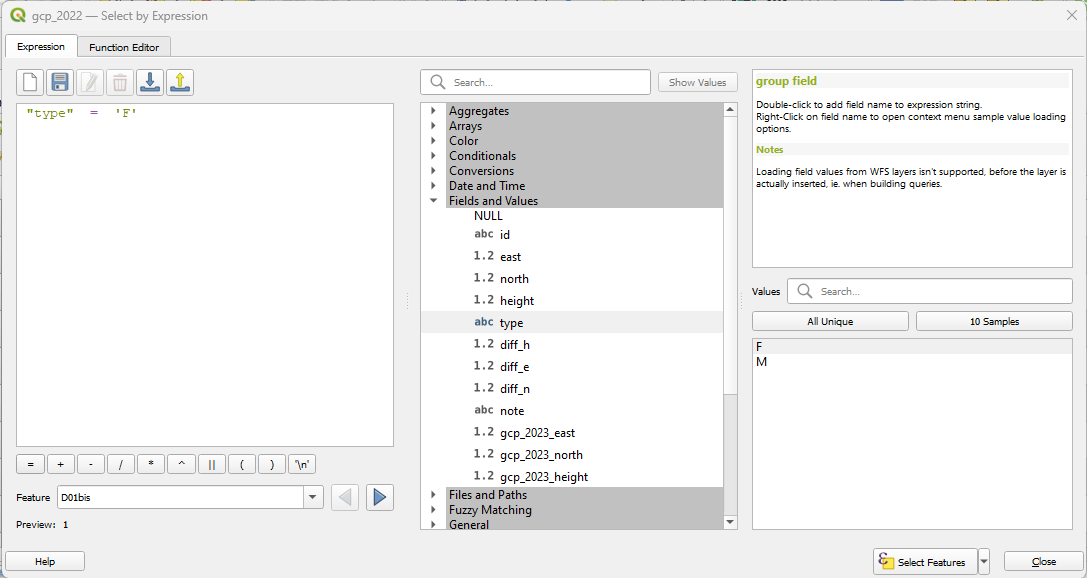 gcp_2022 — Select by Expression
Expression
Function Editor
"type" = 'F'
= + - / * ^ || ( ) '\n'
Feature D01bis
Preview: 1
Search...
Show Values
Aggregates
Arrays
Color
Conditionals
Conversions
Date and Time
Fields and Values
NULL
abc id
1.2 east
1.2 north
1.2 height
abc type
1.2 diff_h
1.2 diff_e
1.2 diff_n
abc note
1.2 gcp_2023_east
1.2 gcp_2023_north
1.2 gcp_2023_height
Files and Paths
Fuzzy Matching
General
group field
Double-click to add field name to expression string.
Right-Click on field name to open context menu sample value loading
options.
Notes
Loading field values from WFS layers isn't supported, before the layer is
actually inserted, ie. when building queries.
Values Search...
All Unique
10 Samples
F
M
Help
Select Features
Close